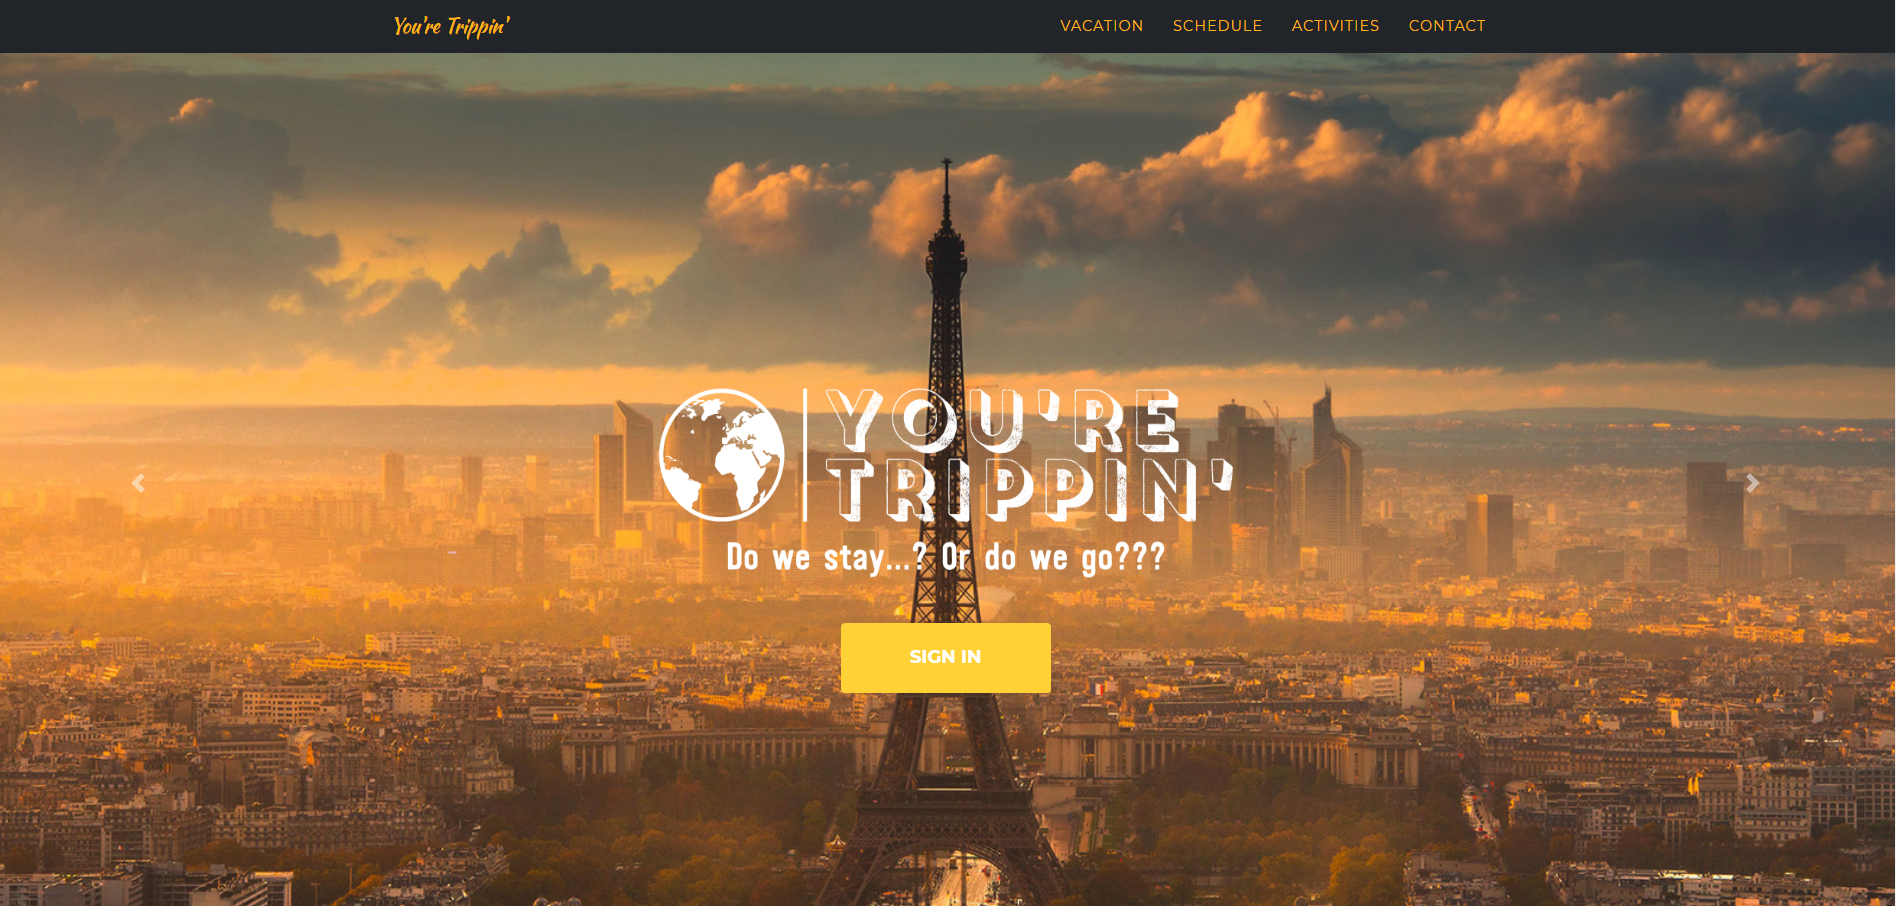 You're Trippin'
VACATION SCHEDULE ACTIVITIES CONTACT
YOU'RE
TRIPPIN'
Do we stay...? Or do we go???
SIGN IN